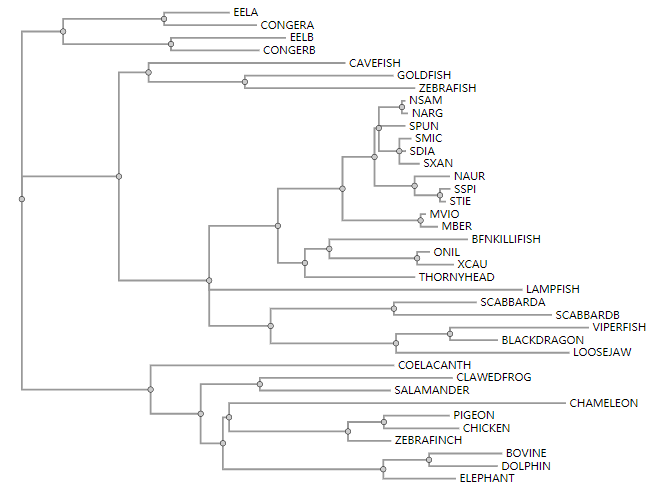 EELA
CONGERA
EELB
CONGERB
CAVEFISH
GOLDFISH
ZEBRAFISH
NSAM
NARG
SPUN
SMIC
SDIA
SXAN
NAUR
SSPI
STIE
MVIO
MBER
BFNKILLIFISH
ONIL
XCAU
THORNYHEAD
LAMPFISH
SCABBARDA
SCABBARDB
VIPERFISH
BLACKDRAGON
LOOSEJAW
COELACANTH
CLAWEDFROG
SALAMANDER
CHAMELEON
PIGEON
CHICKEN
ZEBRAFINCH
BOVINE
DOLPHIN
ELEPHANT